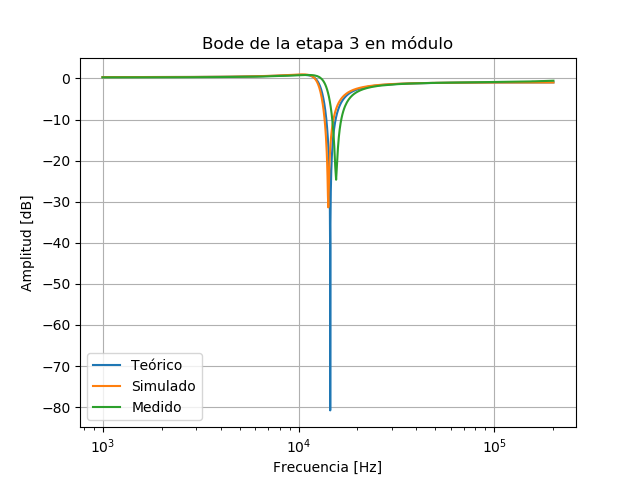 Bode de la etapa 3 en módulo
Amplitud [dB]
0
−10
−20
−30
−40
−50
−60
−70
−80
Teórico
Simulado
Medido
10³
10⁴
10⁵
Frecuencia [Hz]